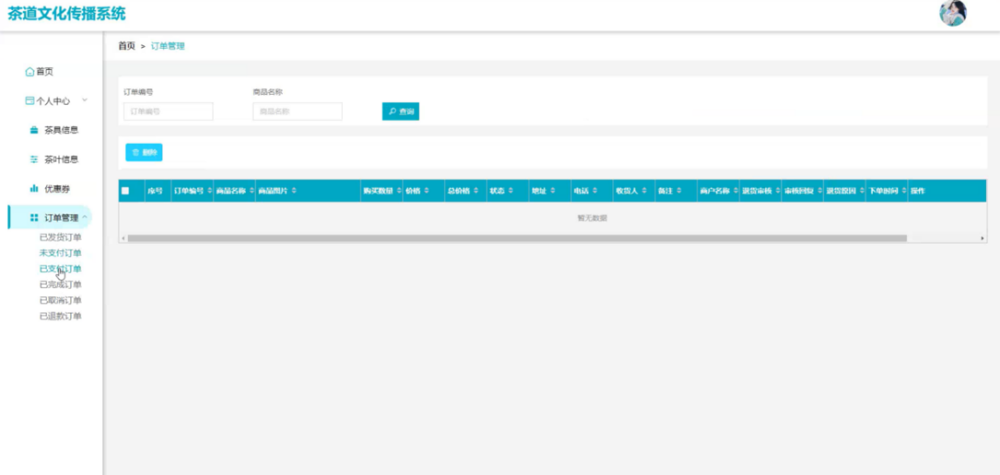 茶道文化传播系统
首页 > 订单管理
首页
个人中心
茶具信息
茶叶信息
优惠券
订单管理
已发货订单
未支付订单
已支付订单
已完成订单
已取消订单
已退款订单
订单编号 商品名称
订单编号 商品名称 查询
删除
序号 订单编号 商品名称 商品图片 购买数量 价格 总价格 状态 地址 电话 收货人 备注 商户名称 退货审核 审核回复 退货原因 下单时间 操作
暂无数据